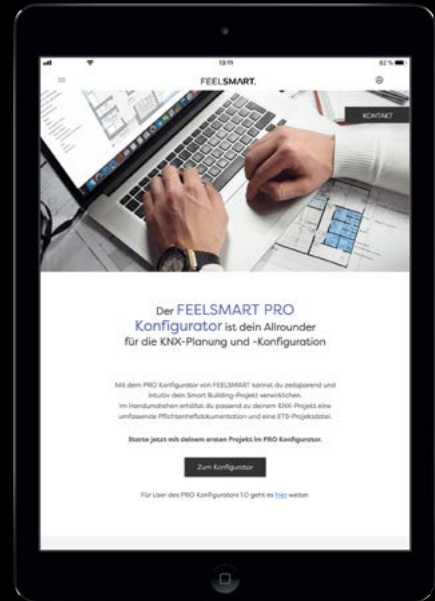 13:11
82 %
FEELSMART.
KONTAKT
Der FEELSMART PRO
Konfigurator ist dein Allrounder
für die KNX-Planung und -Konfiguration
Mit dem PRO Konfigurator von FEELSMART kannst du zeitsparend und
intuitiv dein Smart Building-Projekt verwirklichen.
Im Handumdrehen erhältst du passend zu deinem KNX-Projekt eine
umfassende Pflichtenheftdokumentation und eine ETS-Projektdatei.
Starte jetzt mit deinem ersten Projekt im PRO Konfigurator.
Zum Konfigurator
Für User des PRO Konfigurators 1.0 geht es hier weiter.